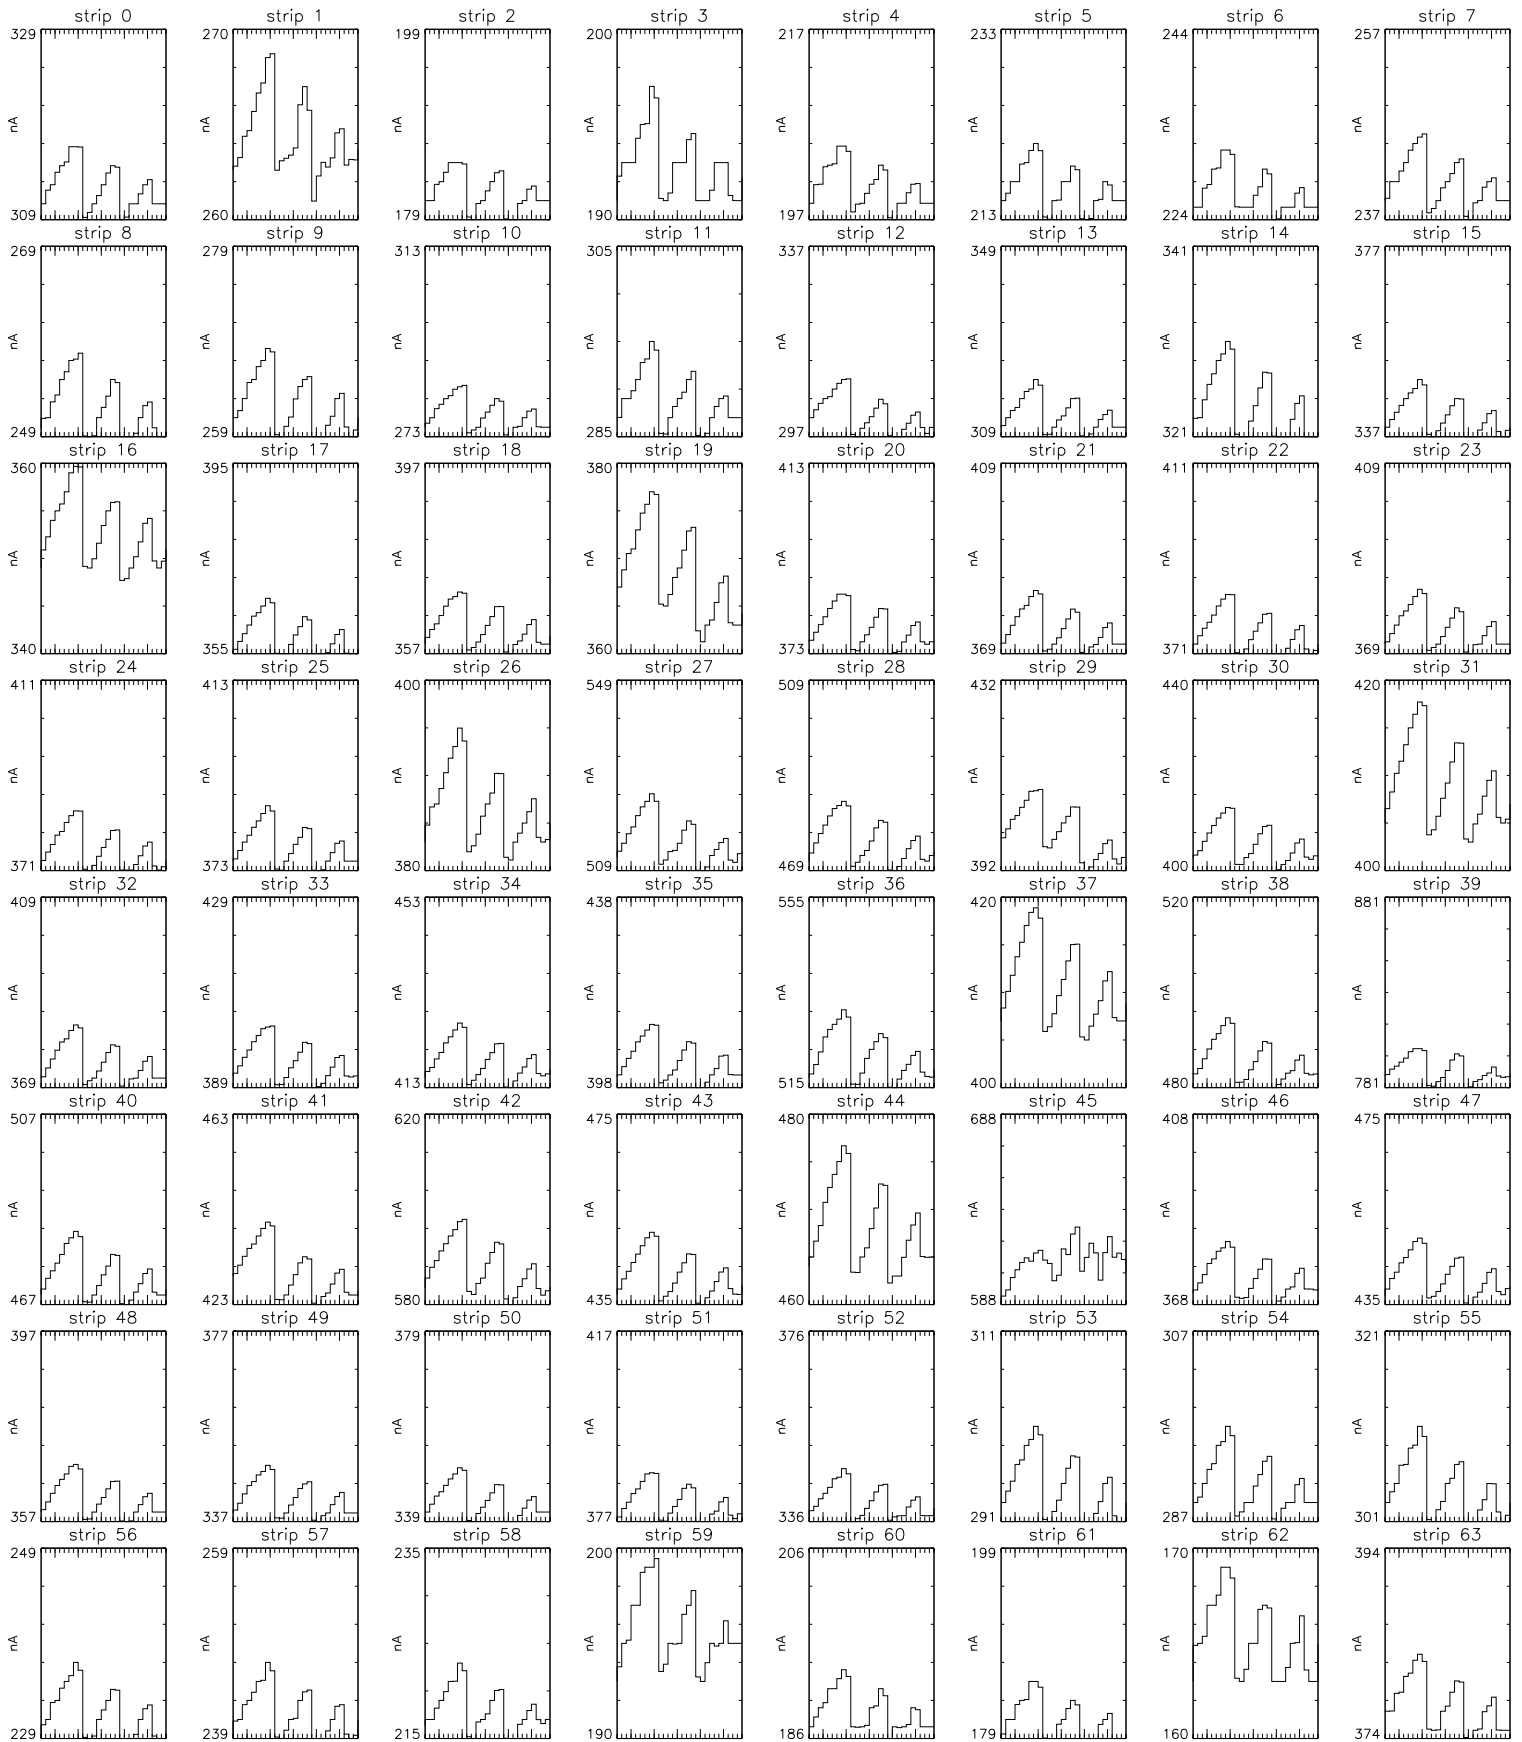 strip 0 strip 1 strip 2 strip 3 strip 4 strip 5 strip 6 strip 7
329 270 199 200 217 233 244 257
nA nA nA nA nA nA nA nA
309 260 179 190 197 213 224 237
strip 8 strip 9 strip 10 strip 11 strip 12 strip 13 strip 14 strip 15
269 279 313 305 337 349 341 377
nA nA nA nA nA nA nA nA
249 259 273 285 297 309 321 337
strip 16 strip 17 strip 18 strip 19 strip 20 strip 21 strip 22 strip 23
360 395 397 380 413 409 411 409
nA nA nA nA nA nA nA nA
340 355 357 360 373 369 371 369
strip 24 strip 25 strip 26 strip 27 strip 28 strip 29 strip 30 strip 31
411 413 400 549 509 432 440 420
nA nA nA nA nA nA nA nA
371 373 380 509 469 392 400 400
strip 32 strip 33 strip 34 strip 35 strip 36 strip 37 strip 38 strip 39
409 429 453 438 555 420 520 881
nA nA nA nA nA nA nA nA
369 389 413 398 515 400 480 781
strip 40 strip 41 strip 42 strip 43 strip 44 strip 45 strip 46 strip 47
507 463 620 475 480 688 408 475
nA nA nA nA nA nA nA nA
467 423 580 435 460 588 368 435
strip 48 strip 49 strip 50 strip 51 strip 52 strip 53 strip 54 strip 55
397 377 379 417 376 311 307 321
nA nA nA nA nA nA nA nA
357 337 339 377 336 291 287 301
strip 56 strip 57 strip 58 strip 59 strip 60 strip 61 strip 62 strip 63
249 259 235 200 206 199 170 394
nA nA nA nA nA nA nA nA
229 239 215 190 186 179 160 374